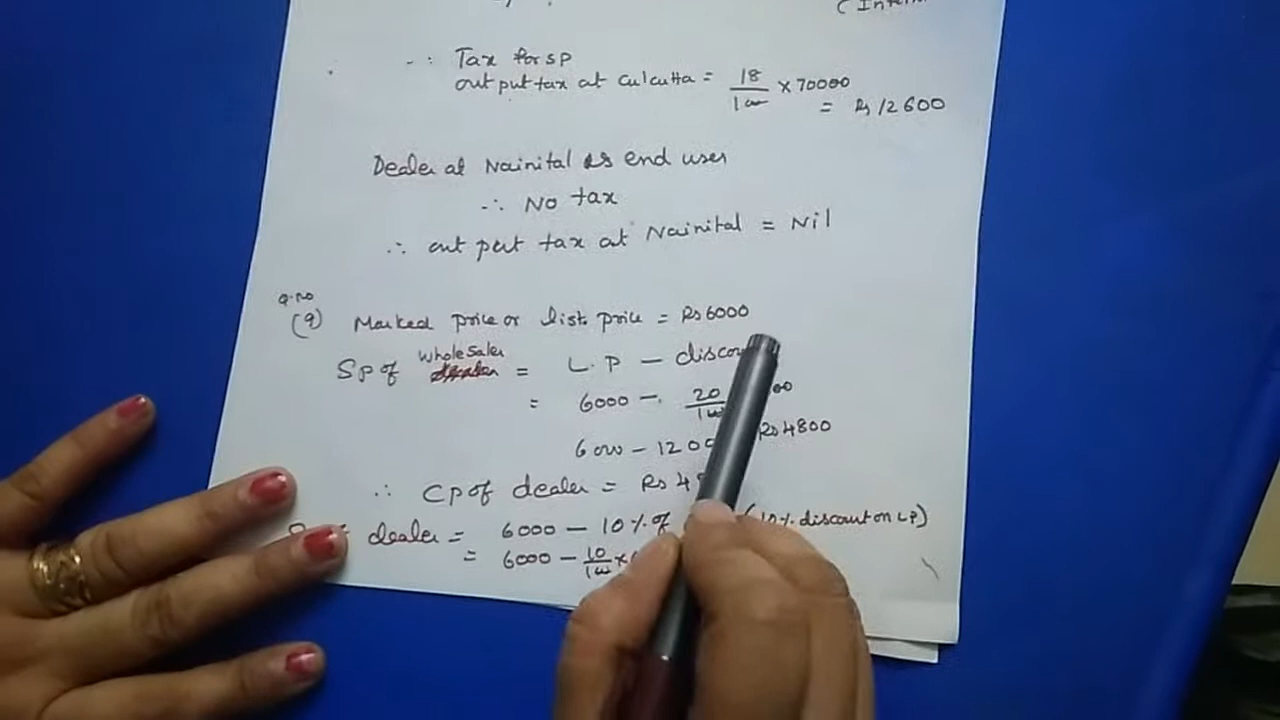 (Inter
∴ Tax for SP
out put tax at Culcutta = 18/100 × 70000
= Rs 12600
Dealer at Nainital is end user
∴ No tax
∴ out put tax at Nainital = Nil
Q.no
(9) Marked price or list price = Rs 6000
SP of wholesaler = L.P — discou
= 6000 — 20/100 00
6000 — 1200 Rs 4800
∴ CP of dealer = Rs 48
dealer = 6000 — 10% of (10% discount on LP)
= 6000 — 10/100 ×